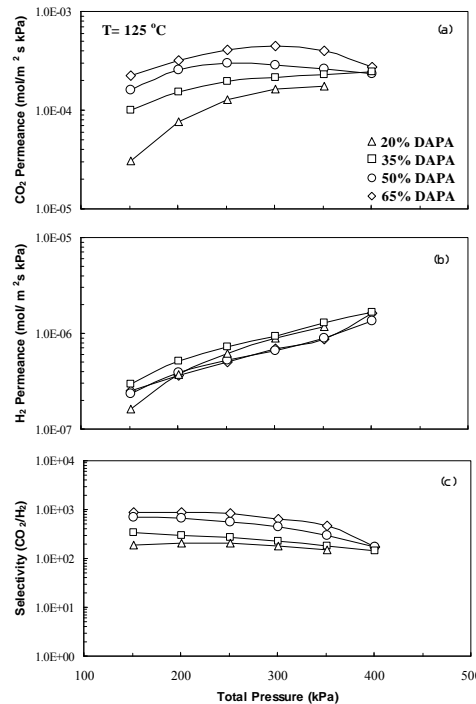 1.0E-03
T= 125 °C
(a)
1.0E-04
1.0E-05
CO₂ Permeance (mol/m² s kPa)
20% DAPA
35% DAPA
50% DAPA
65% DAPA
1.0E-05
(b)
1.0E-06
1.0E-07
H₂ Permeance (mol/ m² s kPa)
1.0E+04
(c)
1.0E+03
1.0E+02
1.0E+01
1.0E+00
Selectivity (CO₂/H₂)
100 200 300 400 500
Total Pressure (kPa)